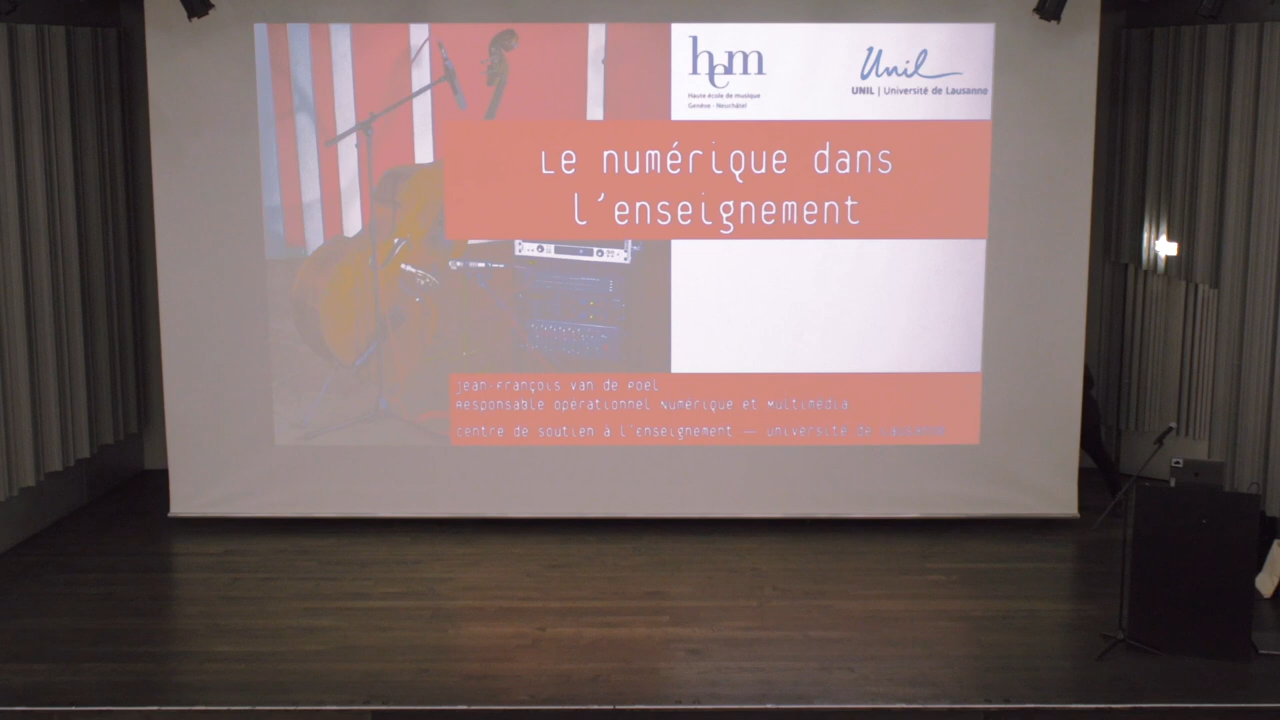 hem
Haute école de musique
Genève - Neuchâtel
Unil
UNIL | Université de Lausanne
Le numérique dans
l'enseignement
Jean-François Van de Poel
Responsable opérationnel Numérique et Multimédia
Centre de soutien à l'enseignement — Université de Lausanne